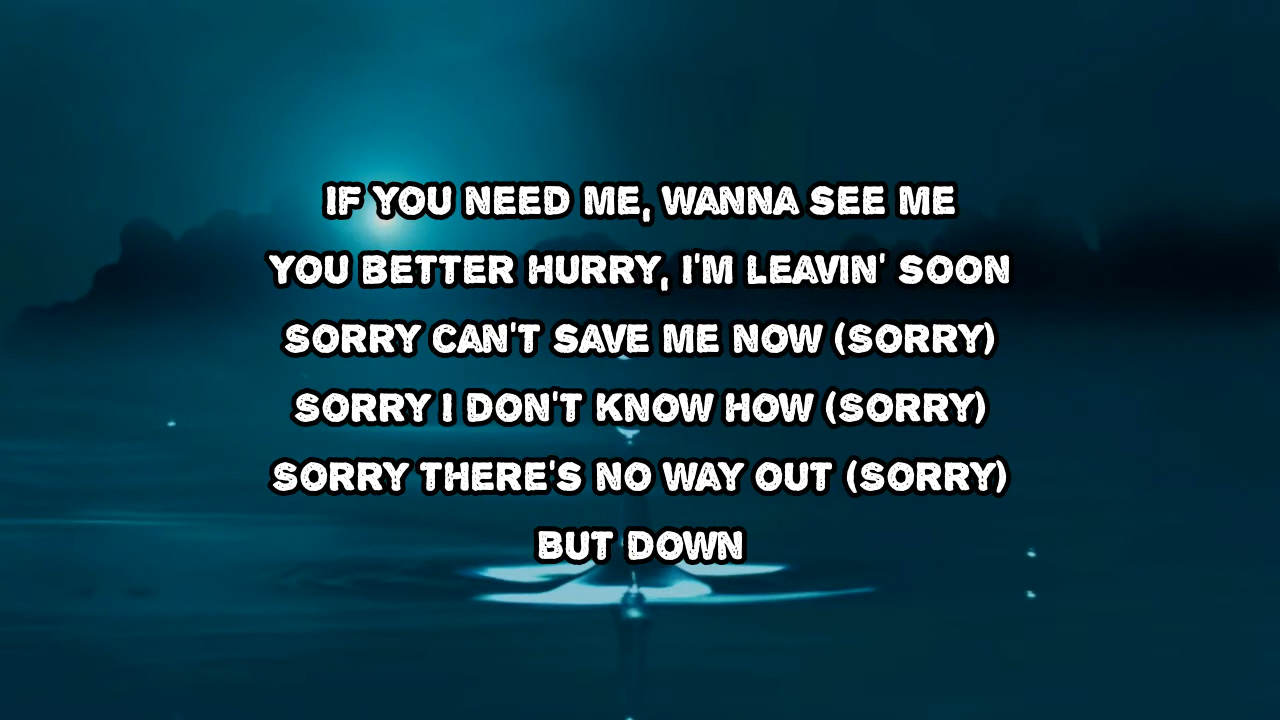 IF YOU NEED ME, WANNA SEE ME
YOU BETTER HURRY, I'M LEAVIN' SOON
SORRY CAN'T SAVE ME NOW (SORRY)
SORRY I DON'T KNOW HOW (SORRY)
SORRY THERE'S NO WAY OUT (SORRY)
BUT DOWN